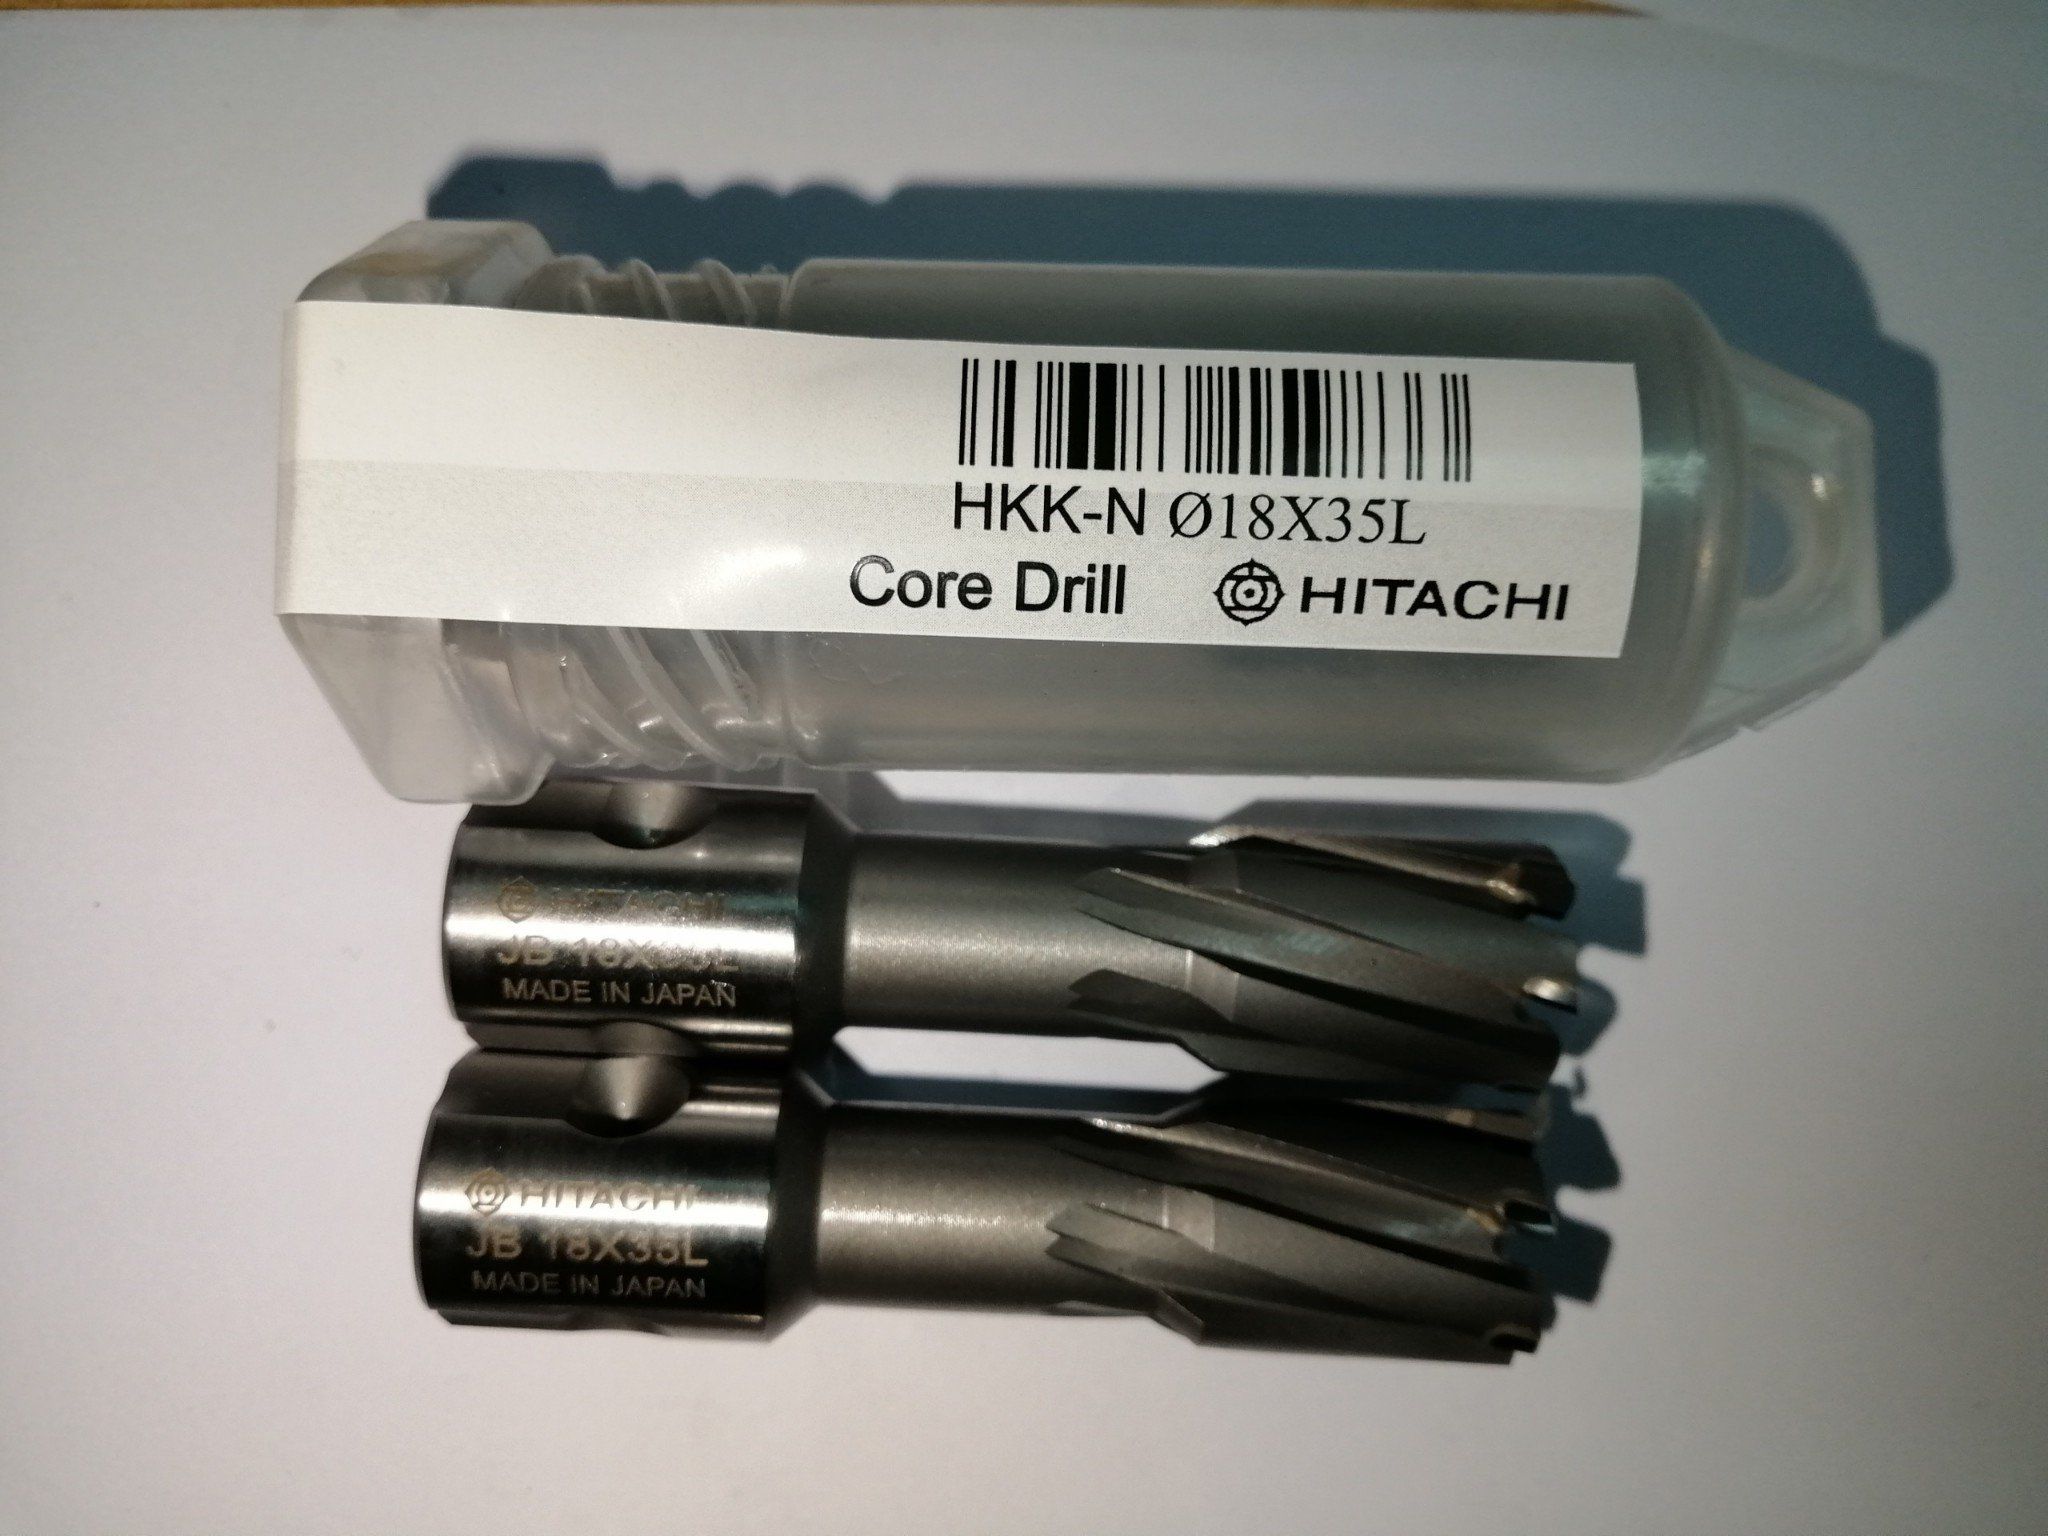 HKK-N Ø18X35L
Core Drill HITACHI
HITACHI
JB 18X35L
MADE IN JAPAN
HITACHI
JB 18X35L
MADE IN JAPAN